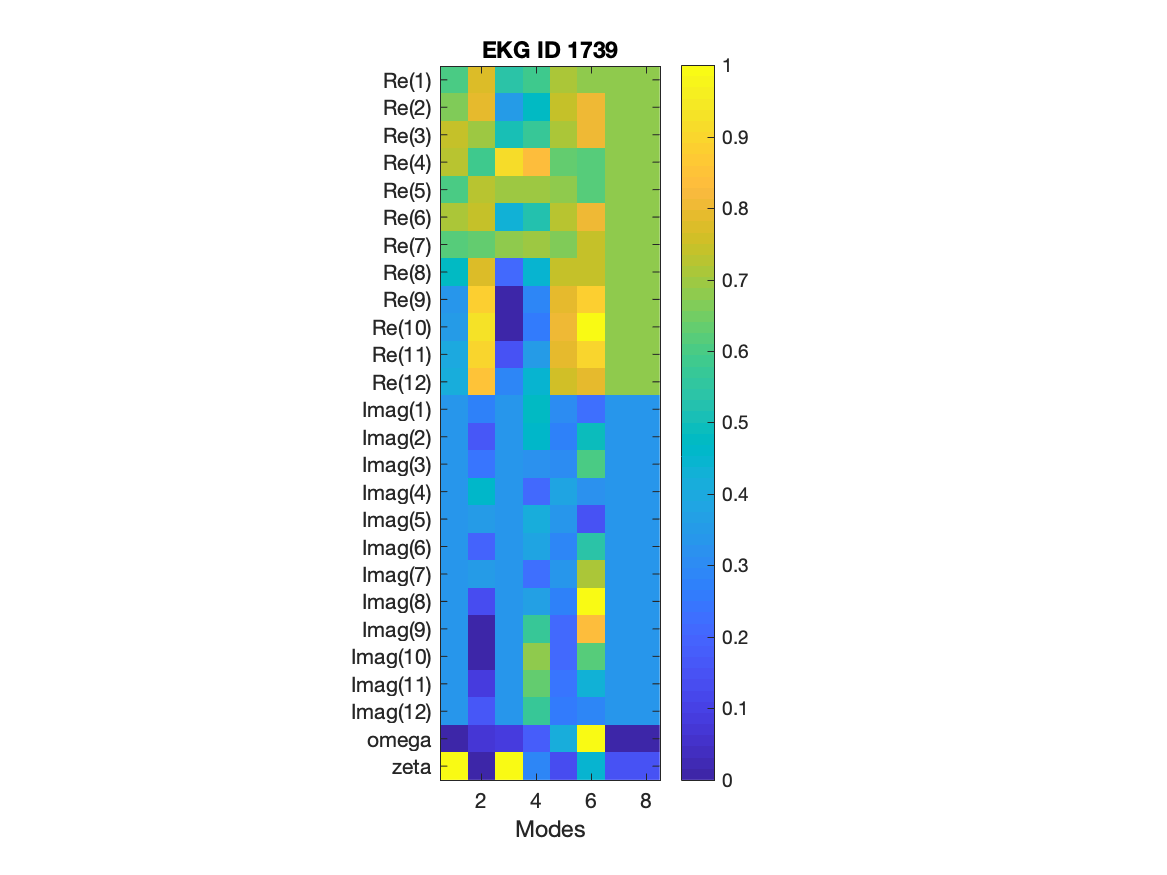 EKG ID 1739
Re(1)
Re(2)
Re(3)
Re(4)
Re(5)
Re(6)
Re(7)
Re(8)
Re(9)
Re(10)
Re(11)
Re(12)
Imag(1)
Imag(2)
Imag(3)
Imag(4)
Imag(5)
Imag(6)
Imag(7)
Imag(8)
Imag(9)
Imag(10)
Imag(11)
Imag(12)
omega
zeta
2 4 6 8
Modes
1
0.9
0.8
0.7
0.6
0.5
0.4
0.3
0.2
0.1
0